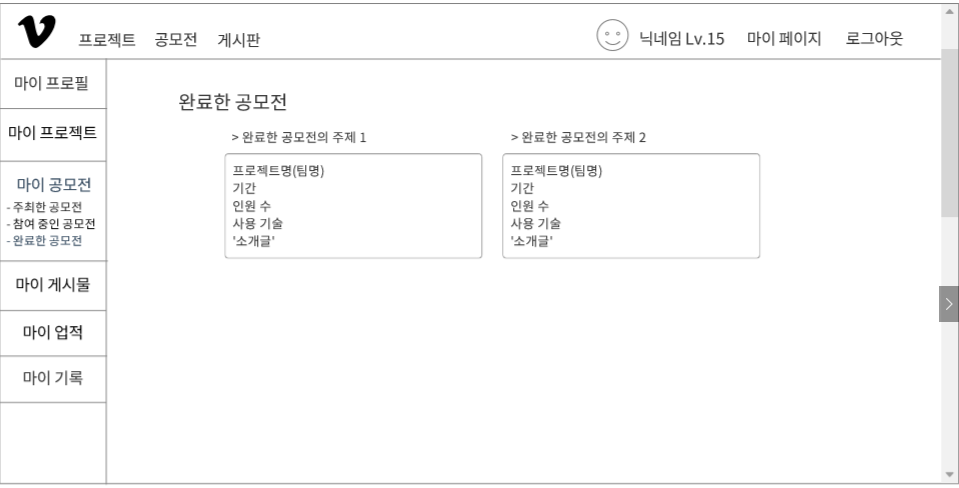 프로젝트 공모전 게시판
닉네임 Lv.15 마이 페이지 로그아웃
마이 프로필
마이 프로젝트
마이 공모전
- 주최한 공모전
- 참여 중인 공모전
- 완료한 공모전
마이 게시물
마이 업적
마이 기록
완료한 공모전
> 완료한 공모전의 주제 1
프로젝트명(팀명)
기간
인원 수
사용 기술
'소개글'
> 완료한 공모전의 주제 2
프로젝트명(팀명)
기간
인원 수
사용 기술
'소개글'